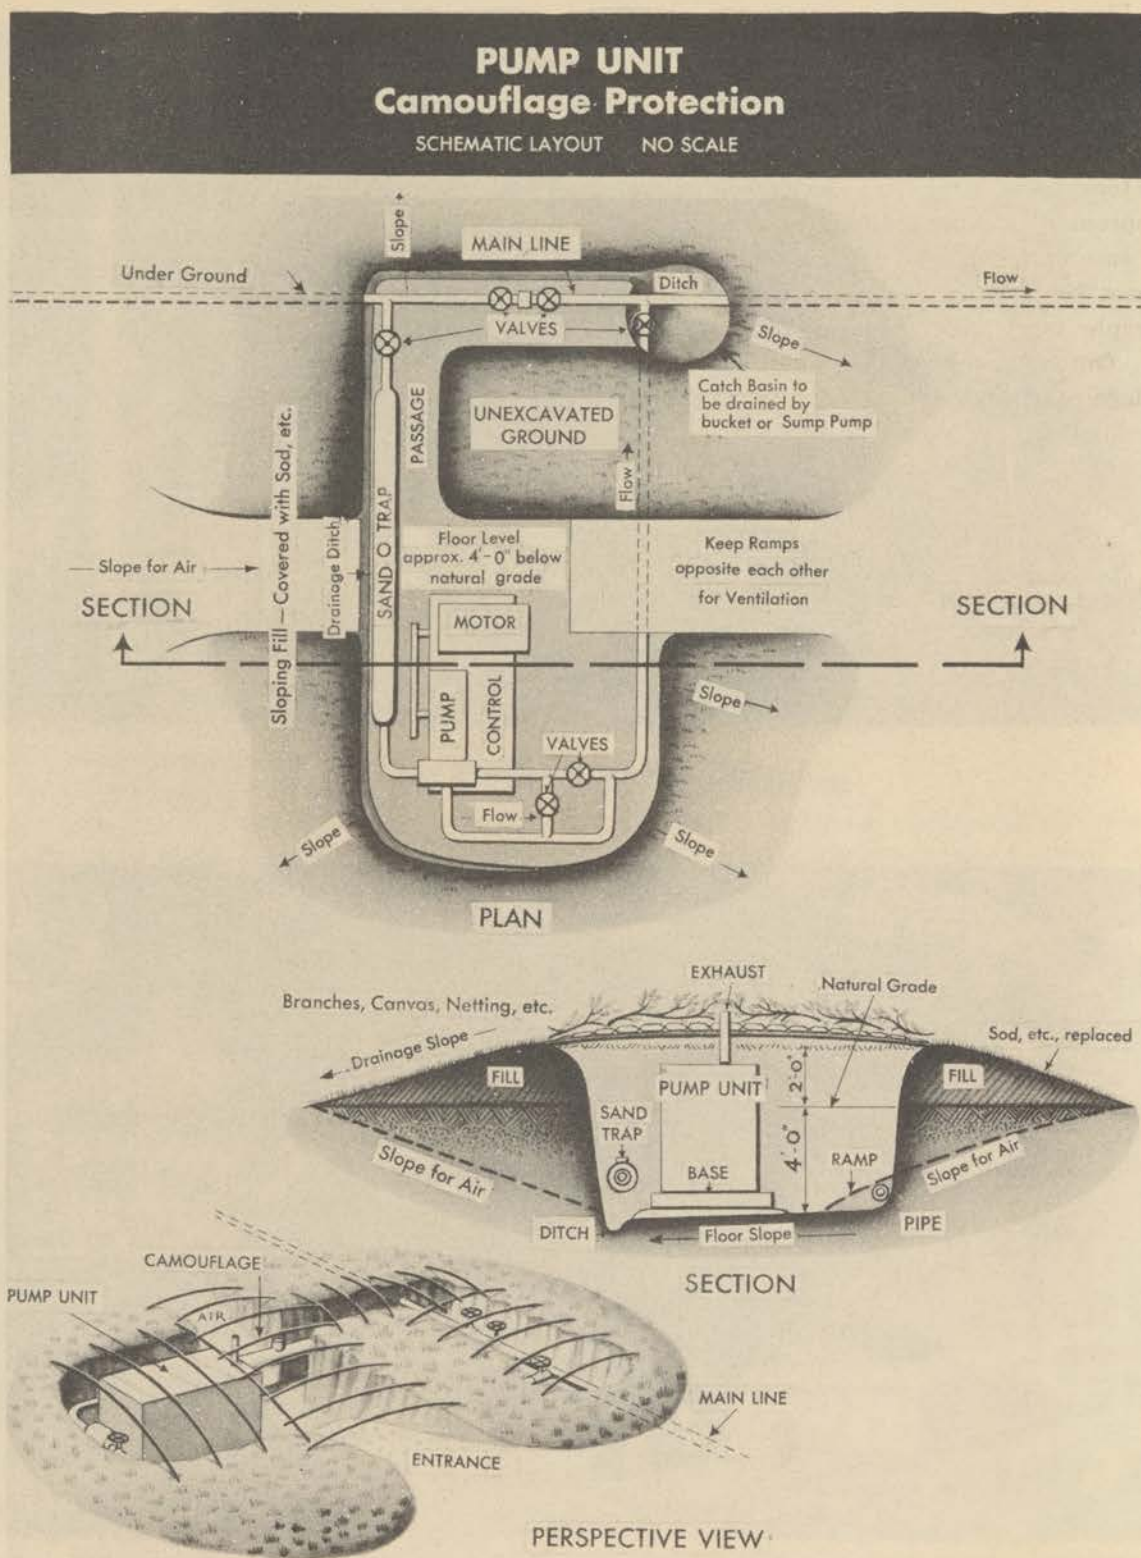 PUMP UNIT
Camouflage Protection
SCHEMATIC LAYOUT NO SCALE
Slope
MAIN LINE
Under Ground
Ditch
Flow
VALVES
Slope
Catch Basin to
be drained by
bucket or Sump Pump
PASSAGE
UNEXCAVATED
GROUND
Flow
Sloping Fill — Covered with Sod, etc.
Drainage Ditch
SAND O TRAP
Floor Level
approx. 4'-0" below
natural grade
Keep Ramps
opposite each other
for Ventilation
Slope for Air
SECTION
SECTION
MOTOR
PUMP
CONTROL
Slope
VALVES
Flow
Slope
Slope
PLAN
EXHAUST
Natural Grade
Branches, Canvas, Netting, etc.
Drainage Slope
Sod, etc., replaced
FILL
FILL
PUMP UNIT
2'-0"
SAND
TRAP
4'-0"
RAMP
Slope for Air
Slope for Air
BASE
DITCH
Floor Slope
PIPE
SECTION
CAMOUFLAGE
PUMP UNIT
AIR
MAIN LINE
ENTRANCE
PERSPECTIVE VIEW